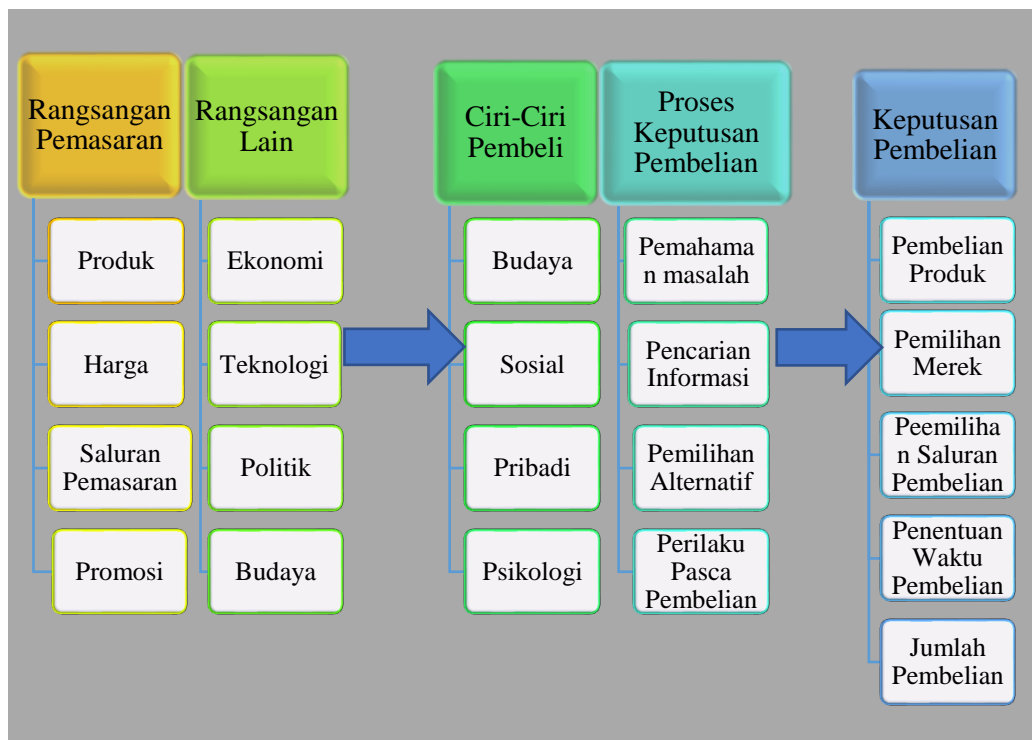 Rangsangan
Pemasaran
Produk
Harga
Saluran
Pemasaran
Promosi
Rangsangan
Lain
Ekonomi
Teknologi
Politik
Budaya
Ciri-Ciri
Pembeli
Budaya
Sosial
Pribadi
Psikologi
Proses
Keputusan
Pembelian
Pemahama
n masalah
Pencarian
Informasi
Pemilihan
Alternatif
Perilaku
Pasca
Pembelian
Keputusan
Pembelian
Pembelian
Produk
Pemilihan
Merek
Peemiliha
n Saluran
Pembelian
Penentuan
Waktu
Pembelian
Jumlah
Pembelian